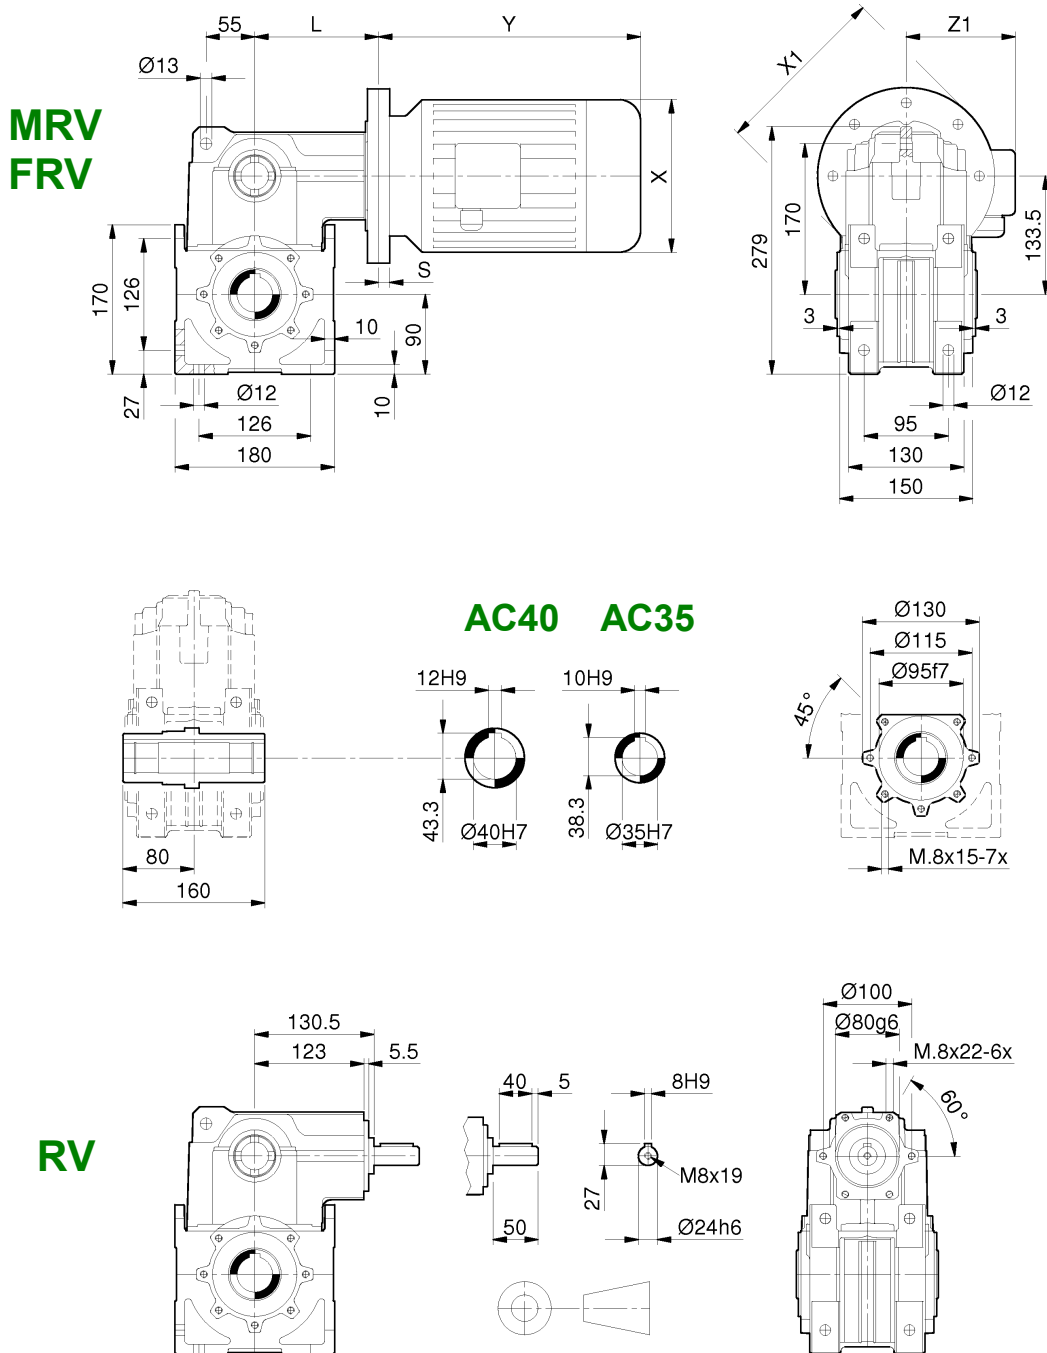 55
L
Y
Z1
X1
Ø13
MRV
FRV
X
S
170
126
27
10
90
10
Ø12
126
180
279
170
133.5
3
3
Ø12
95
130
150
AC40
AC35
12H9
10H9
43.3
38.3
Ø40H7
Ø35H7
80
160
Ø130
Ø115
Ø95f7
45°
M.8x15-7x
RV
130.5
123
5.5
40
5
8H9
M8x19
27
50
Ø24h6
Ø100
Ø80g6
M.8x22-6x
60°